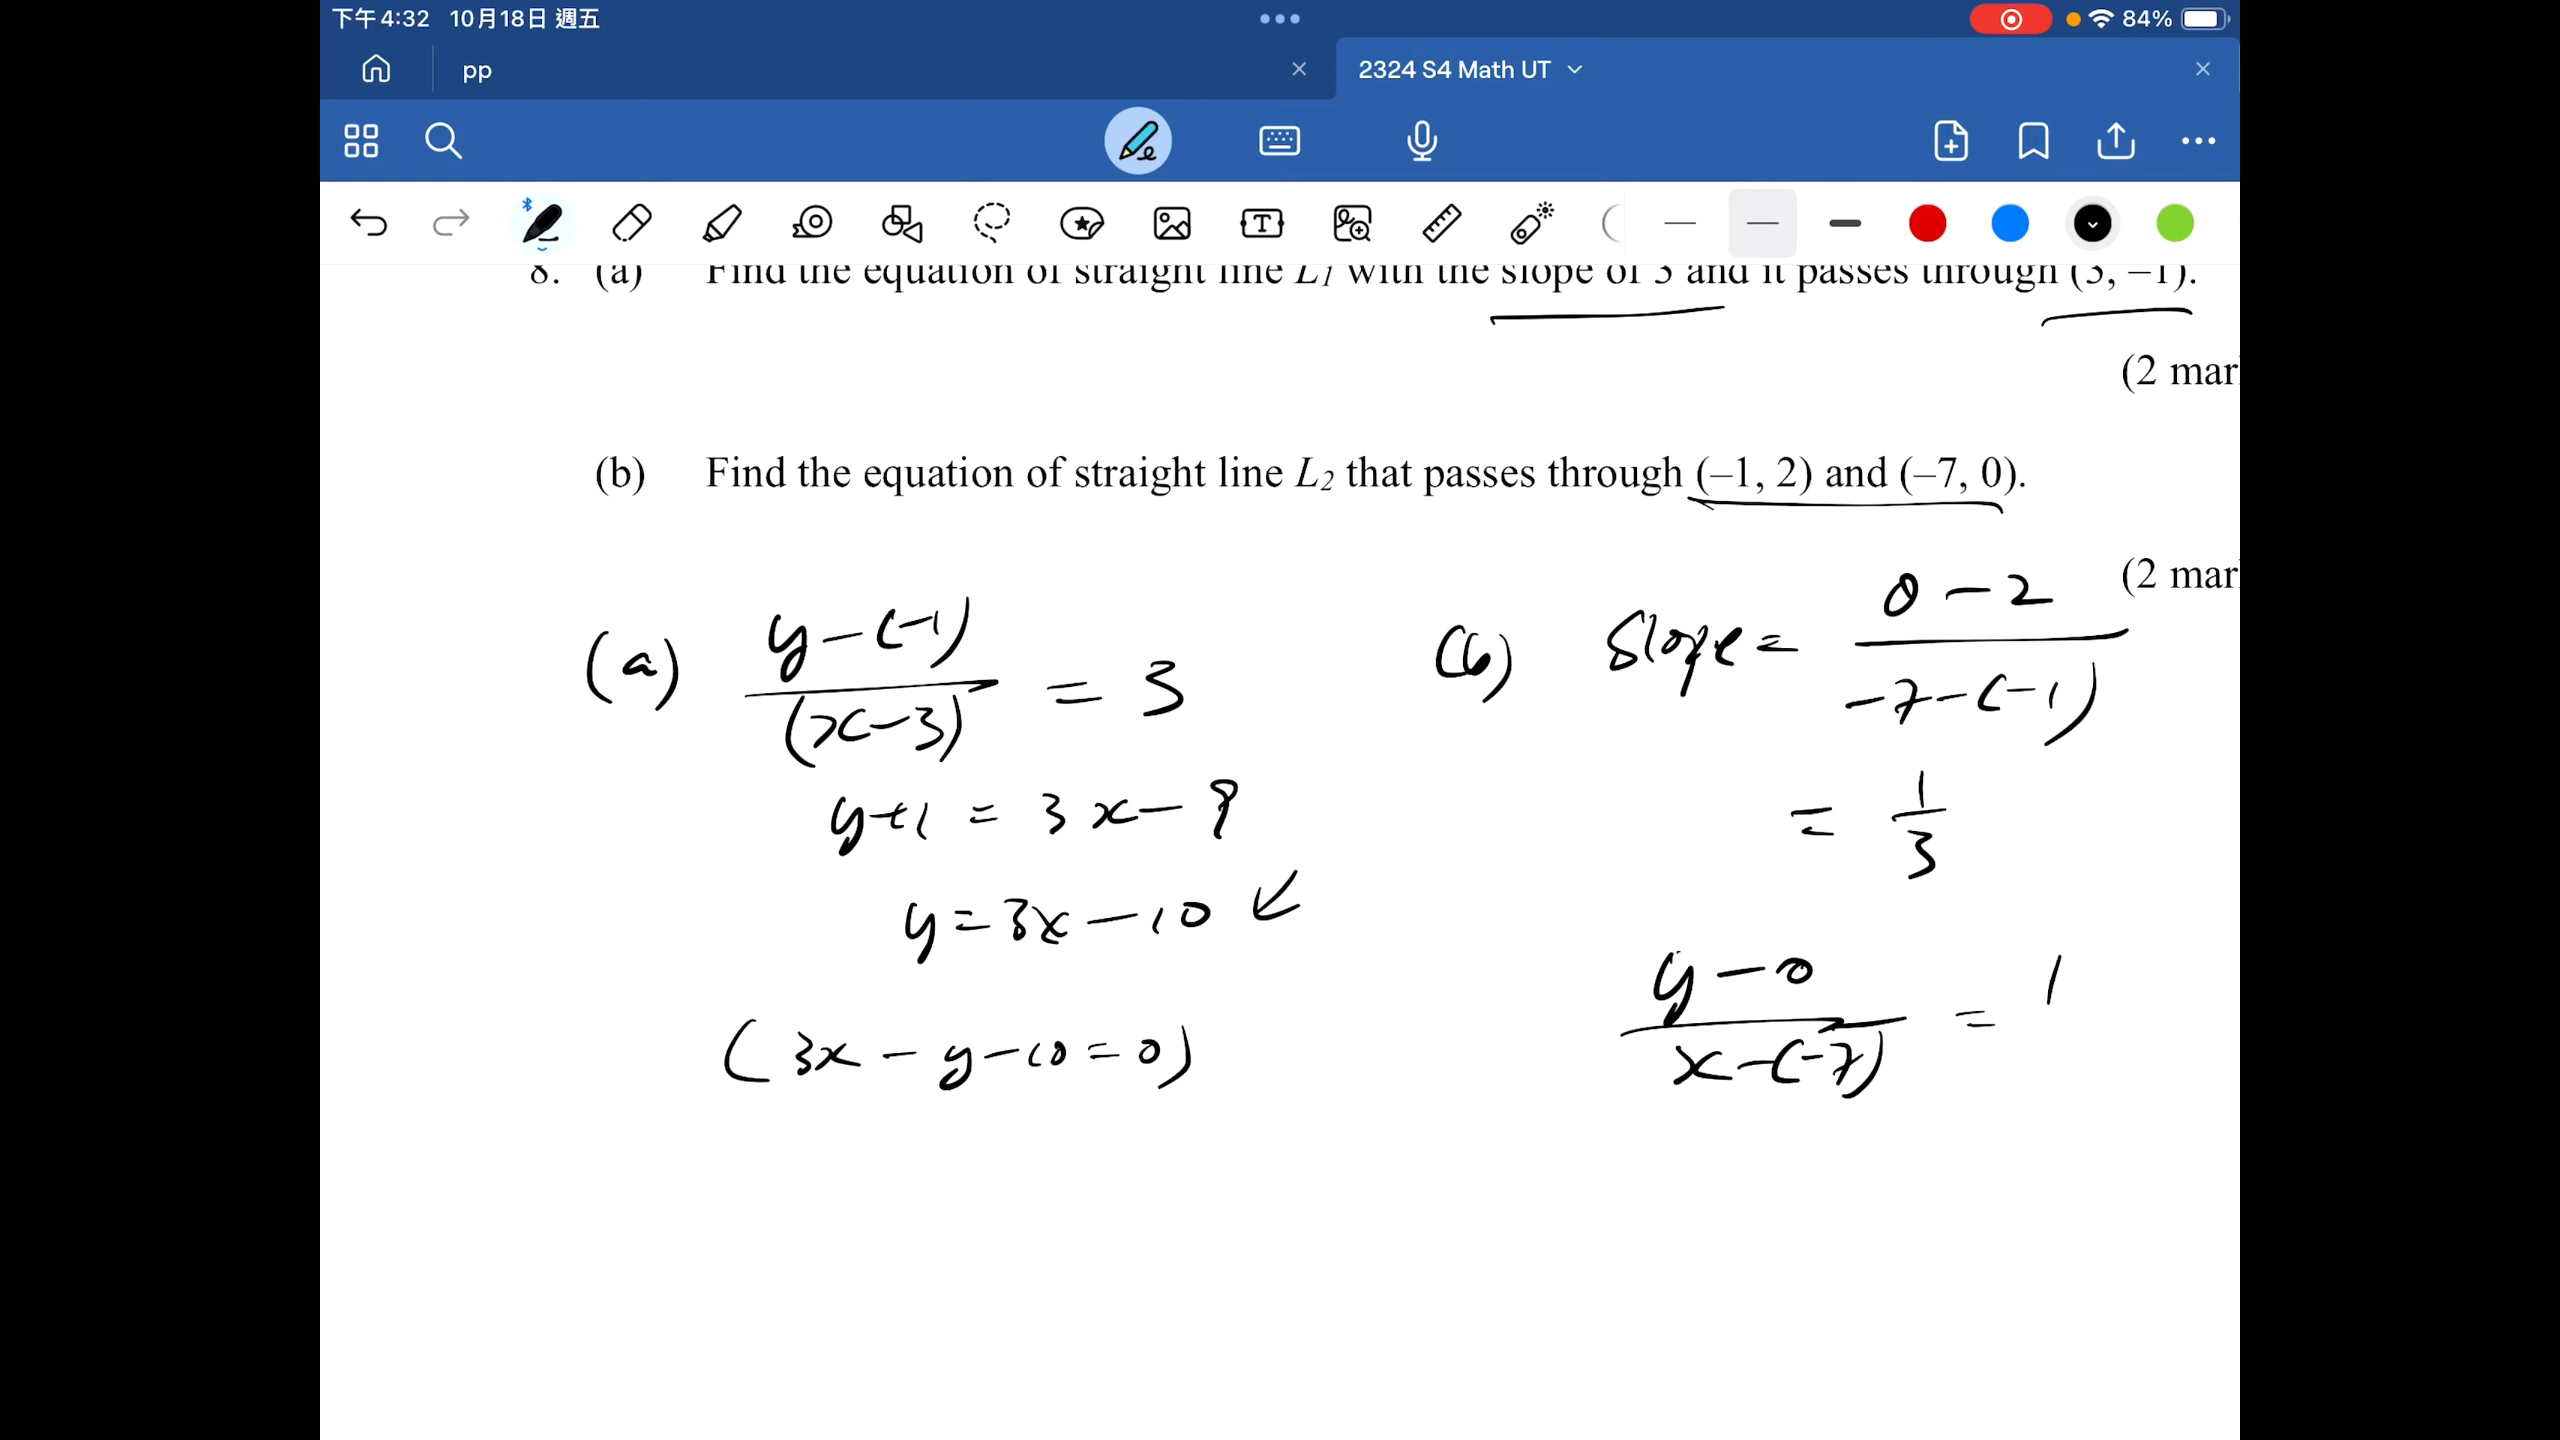 下午4:32 10月18日 週五
84%
pp
2324 S4 Math UT
8. (a) Find the equation of straight line L1 with the slope of 3 and it passes through (3, –1).
(2 mar
(b) Find the equation of straight line L2 that passes through (–1, 2) and (–7, 0).
(2 mar
(a) y-(-1) / (x-3) = 3
y+1 = 3x-9
y=3x-10
(3x-y-10=0)
(b) Slope = 0-2 / -7-(-1)
= 1/3
y-0 / x-(-7) = 1